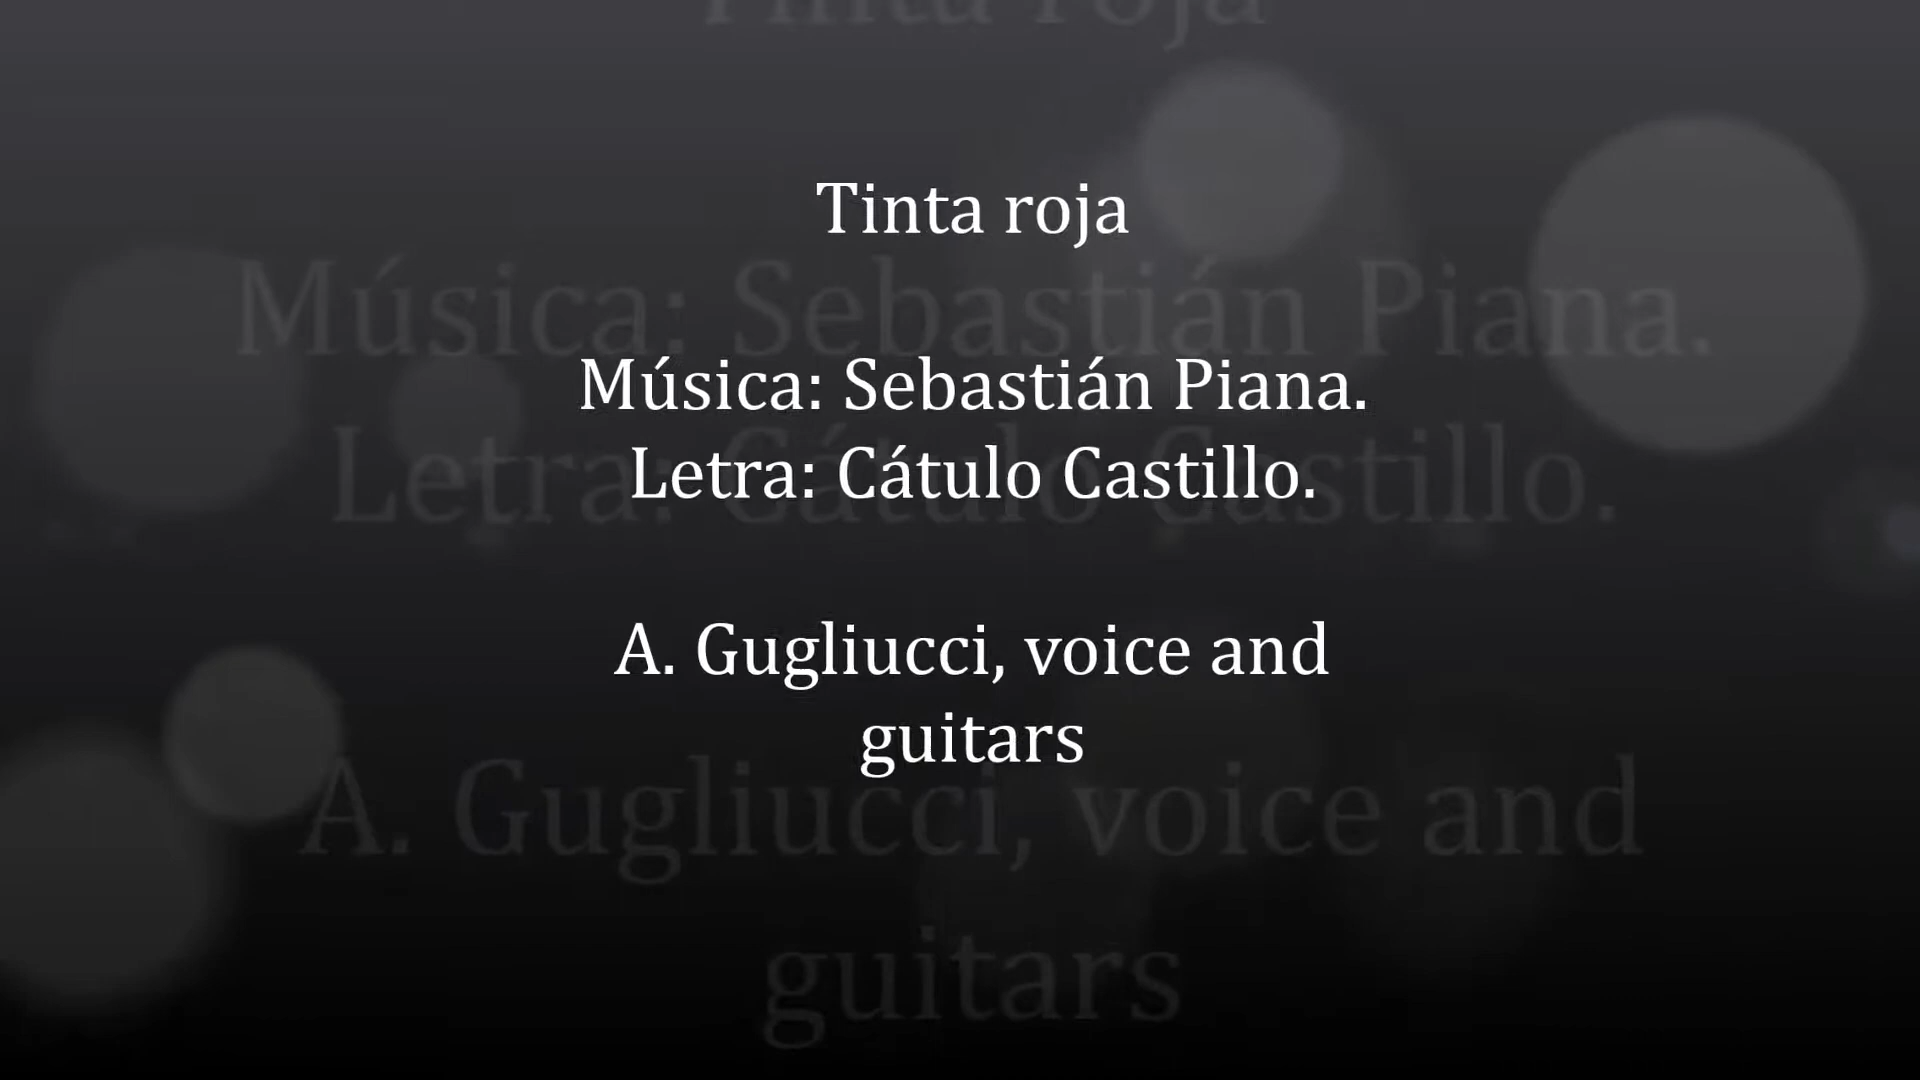 Tinta roja
Música: Sebastián Piana.
Letra: Cátulo Castillo.
A. Gugliucci, voice and
guitars